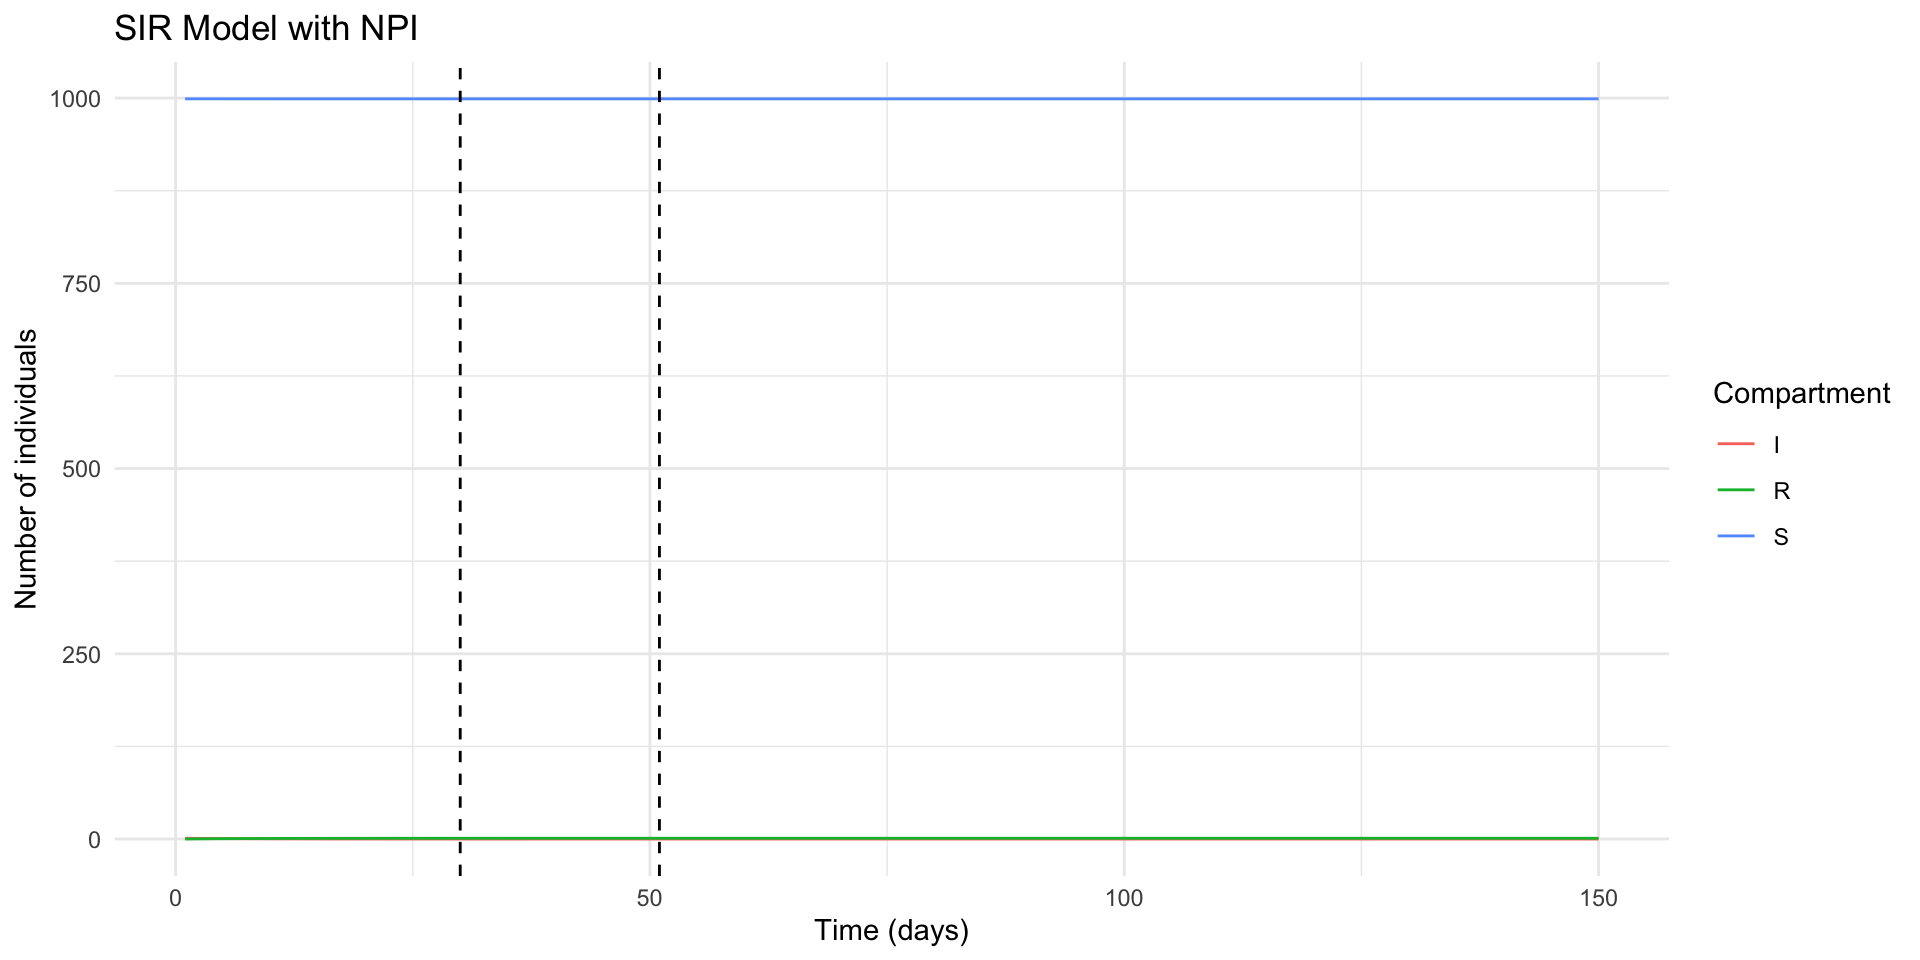 SIR Model with NPI
Number of individuals
1000
750
500
250
0
0 50 100 150
Time (days)
Compartment
I
R
S